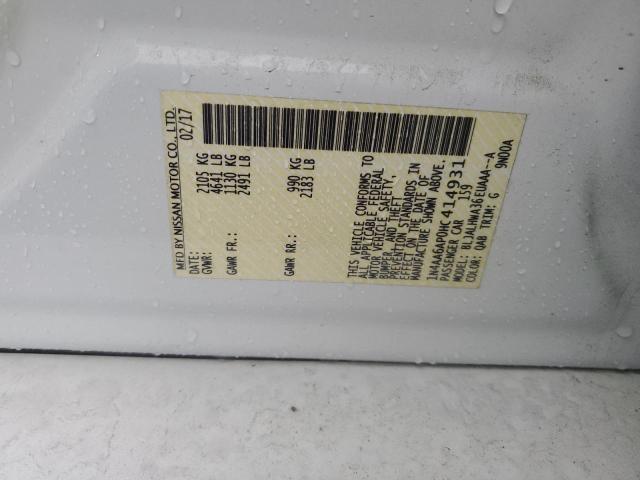 MFD BY NISSAN MOTOR CO., LTD.
DATE: 02/17
GVWR: 2105 KG
4641 LB
GAWR FR: 1130 KG
2491 LB
GAWR RR: 990 KG
2183 LB
THIS VEHICLE CONFORMS TO
ALL APPLICABLE FEDERAL
MOTOR VEHICLE SAFETY,
BUMPER, AND THEFT
PREVENTION STANDARDS IN
EFFECT ON THE DATE OF
MANUFACTURE SHOWN ABOVE.
1N4AA6AP0HC414931
PASSENGER CAR 159
MODEL: BLJALHWA36EUAAA--A
COLOR: QAB TRIM: G 9N00A